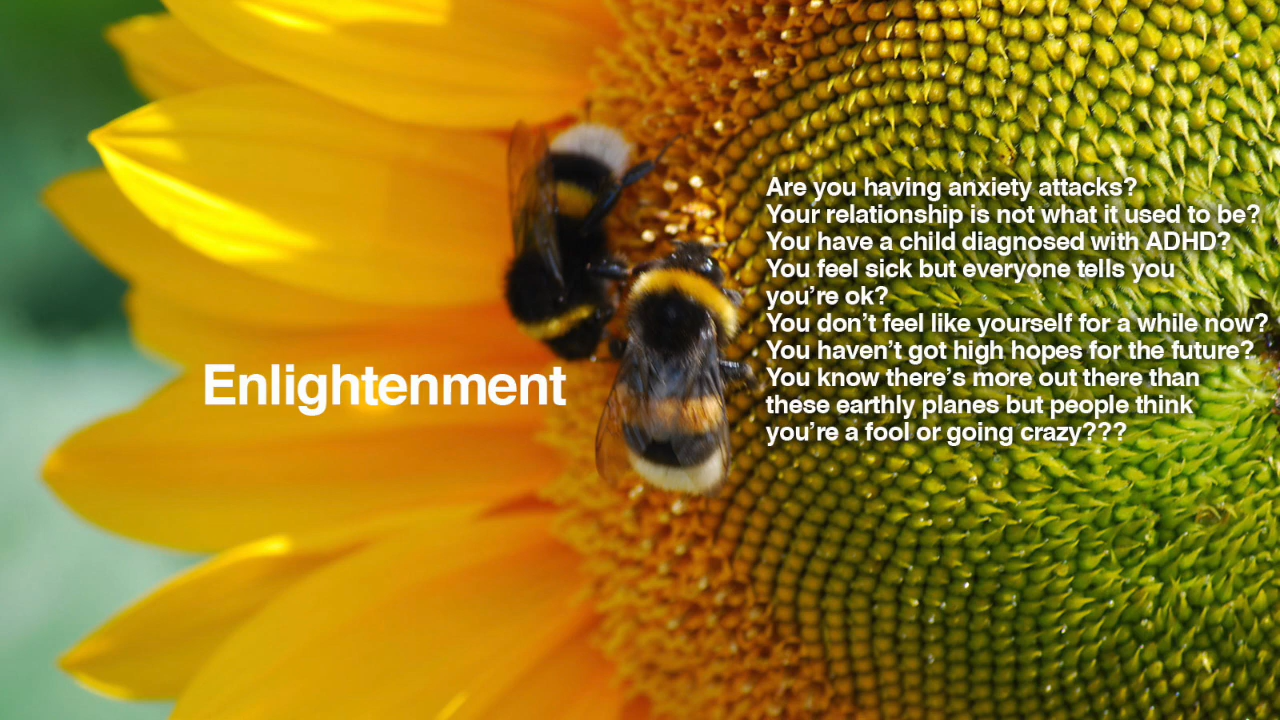 Enlightenment
Are you having anxiety attacks?
Your relationship is not what it used to be?
You have a child diagnosed with ADHD?
You feel sick but everyone tells you
you’re ok?
You don’t feel like yourself for a while now?
You haven’t got high hopes for the future?
You know there’s more out there than
these earthly planes but people think
you’re a fool or going crazy???